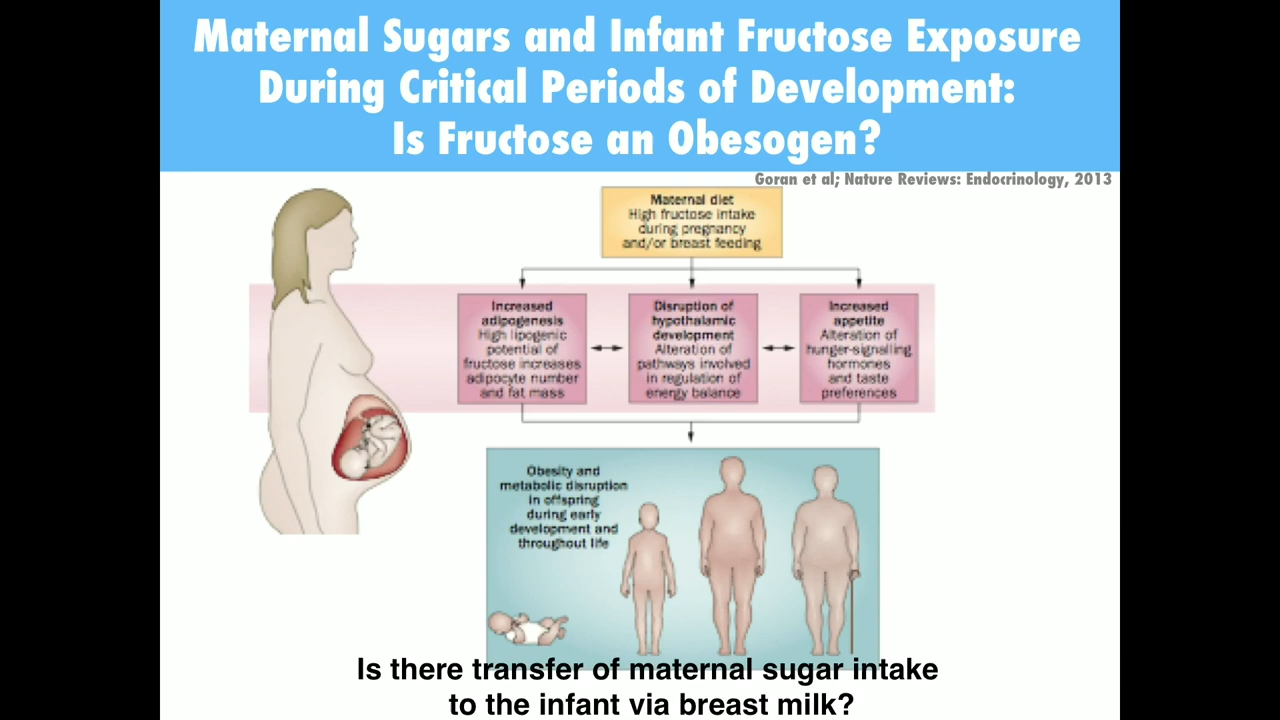 Maternal Sugars and Infant Fructose Exposure
During Critical Periods of Development:
Is Fructose an Obesogen?
Goran et al; Nature Reviews: Endocrinology, 2013
Maternal diet
High fructose intake
during pregnancy
and/or breast feeding
Increased
adipogenesis
High lipogenic
potential of
fructose increases
adipocyte number
and fat mass
Disruption of
hypothalamic
development
Alteration of
pathways involved
in regulation of
energy balance
Increased
appetite
Alteration of
hunger-signalling
hormones
and taste
preferences
Obesity and
metabolic disruption
in offspring
during early
development and
throughout life
Is there transfer of maternal sugar intake
to the infant via breast milk?